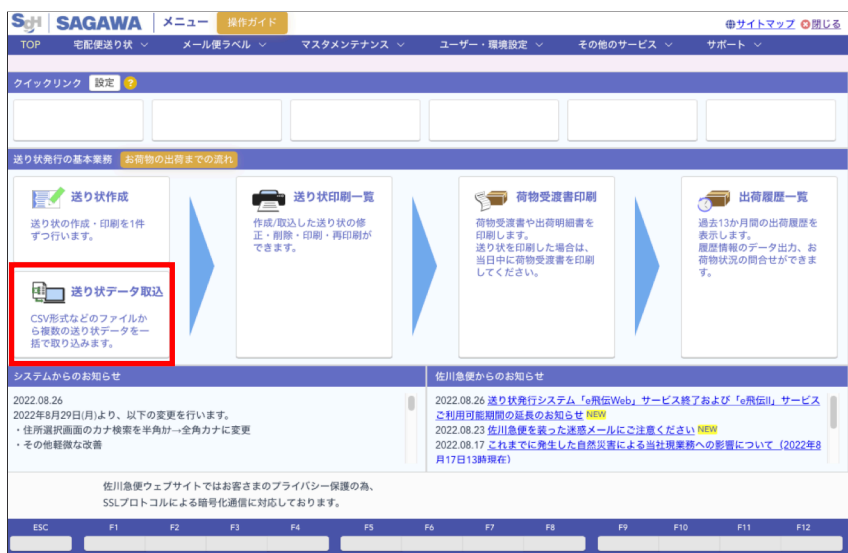 SGH SAGAWA メニュー 操作ガイド サイトマップ 閉じる
TOP 宅配便送り状 メール便ラベル マスタメンテナンス ユーザー・環境設定 その他のサービス サポート
クイックリンク 設定 ?
送り状発行の基本業務 お荷物の出荷までの流れ
送り状作成
送り状の作成・印刷を1件
ずつ行います。
送り状データ取込
CSV形式などのファイルか
ら複数の送り状データを一
括で取り込みます。
送り状印刷一覧
作成/取込した送り状の修
正・削除・印刷・再印刷が
できます。
荷物受渡書印刷
荷物受渡書や出荷明細書を
印刷します。
送り状を印刷した場合は、
当日中に荷物受渡書を印刷
してください。
出荷履歴一覧
過去13か月間の出荷履歴を
表示します。
履歴情報のデータ出力、お
荷物状況の問合せができま
す。
システムからのお知らせ
2022.08.26
2022年8月29日(月)より、以下の変更を行います。
・住所選択画面のカナ検索を半角ｶﾅ→全角カナに変更
・その他軽微な改善
佐川急便からのお知らせ
2022.08.26 送り状発行システム「e飛伝Web」サービス終了および「e飛伝II」サービス
ご利用可能期間の延長のお知らせ NEW
2022.08.23 佐川急便を装った迷惑メールにご注意ください NEW
2022.08.17 これまでに発生した自然災害による当社現業務への影響について（2022年8
月17日13時現在）
佐川急便ウェブサイトではお客さまのプライバシー保護の為、
SSLプロトコルによる暗号化通信に対応しております。
ESC F1 F2 F3 F4 F5 F6 F7 F8 F9 F10 F11 F12